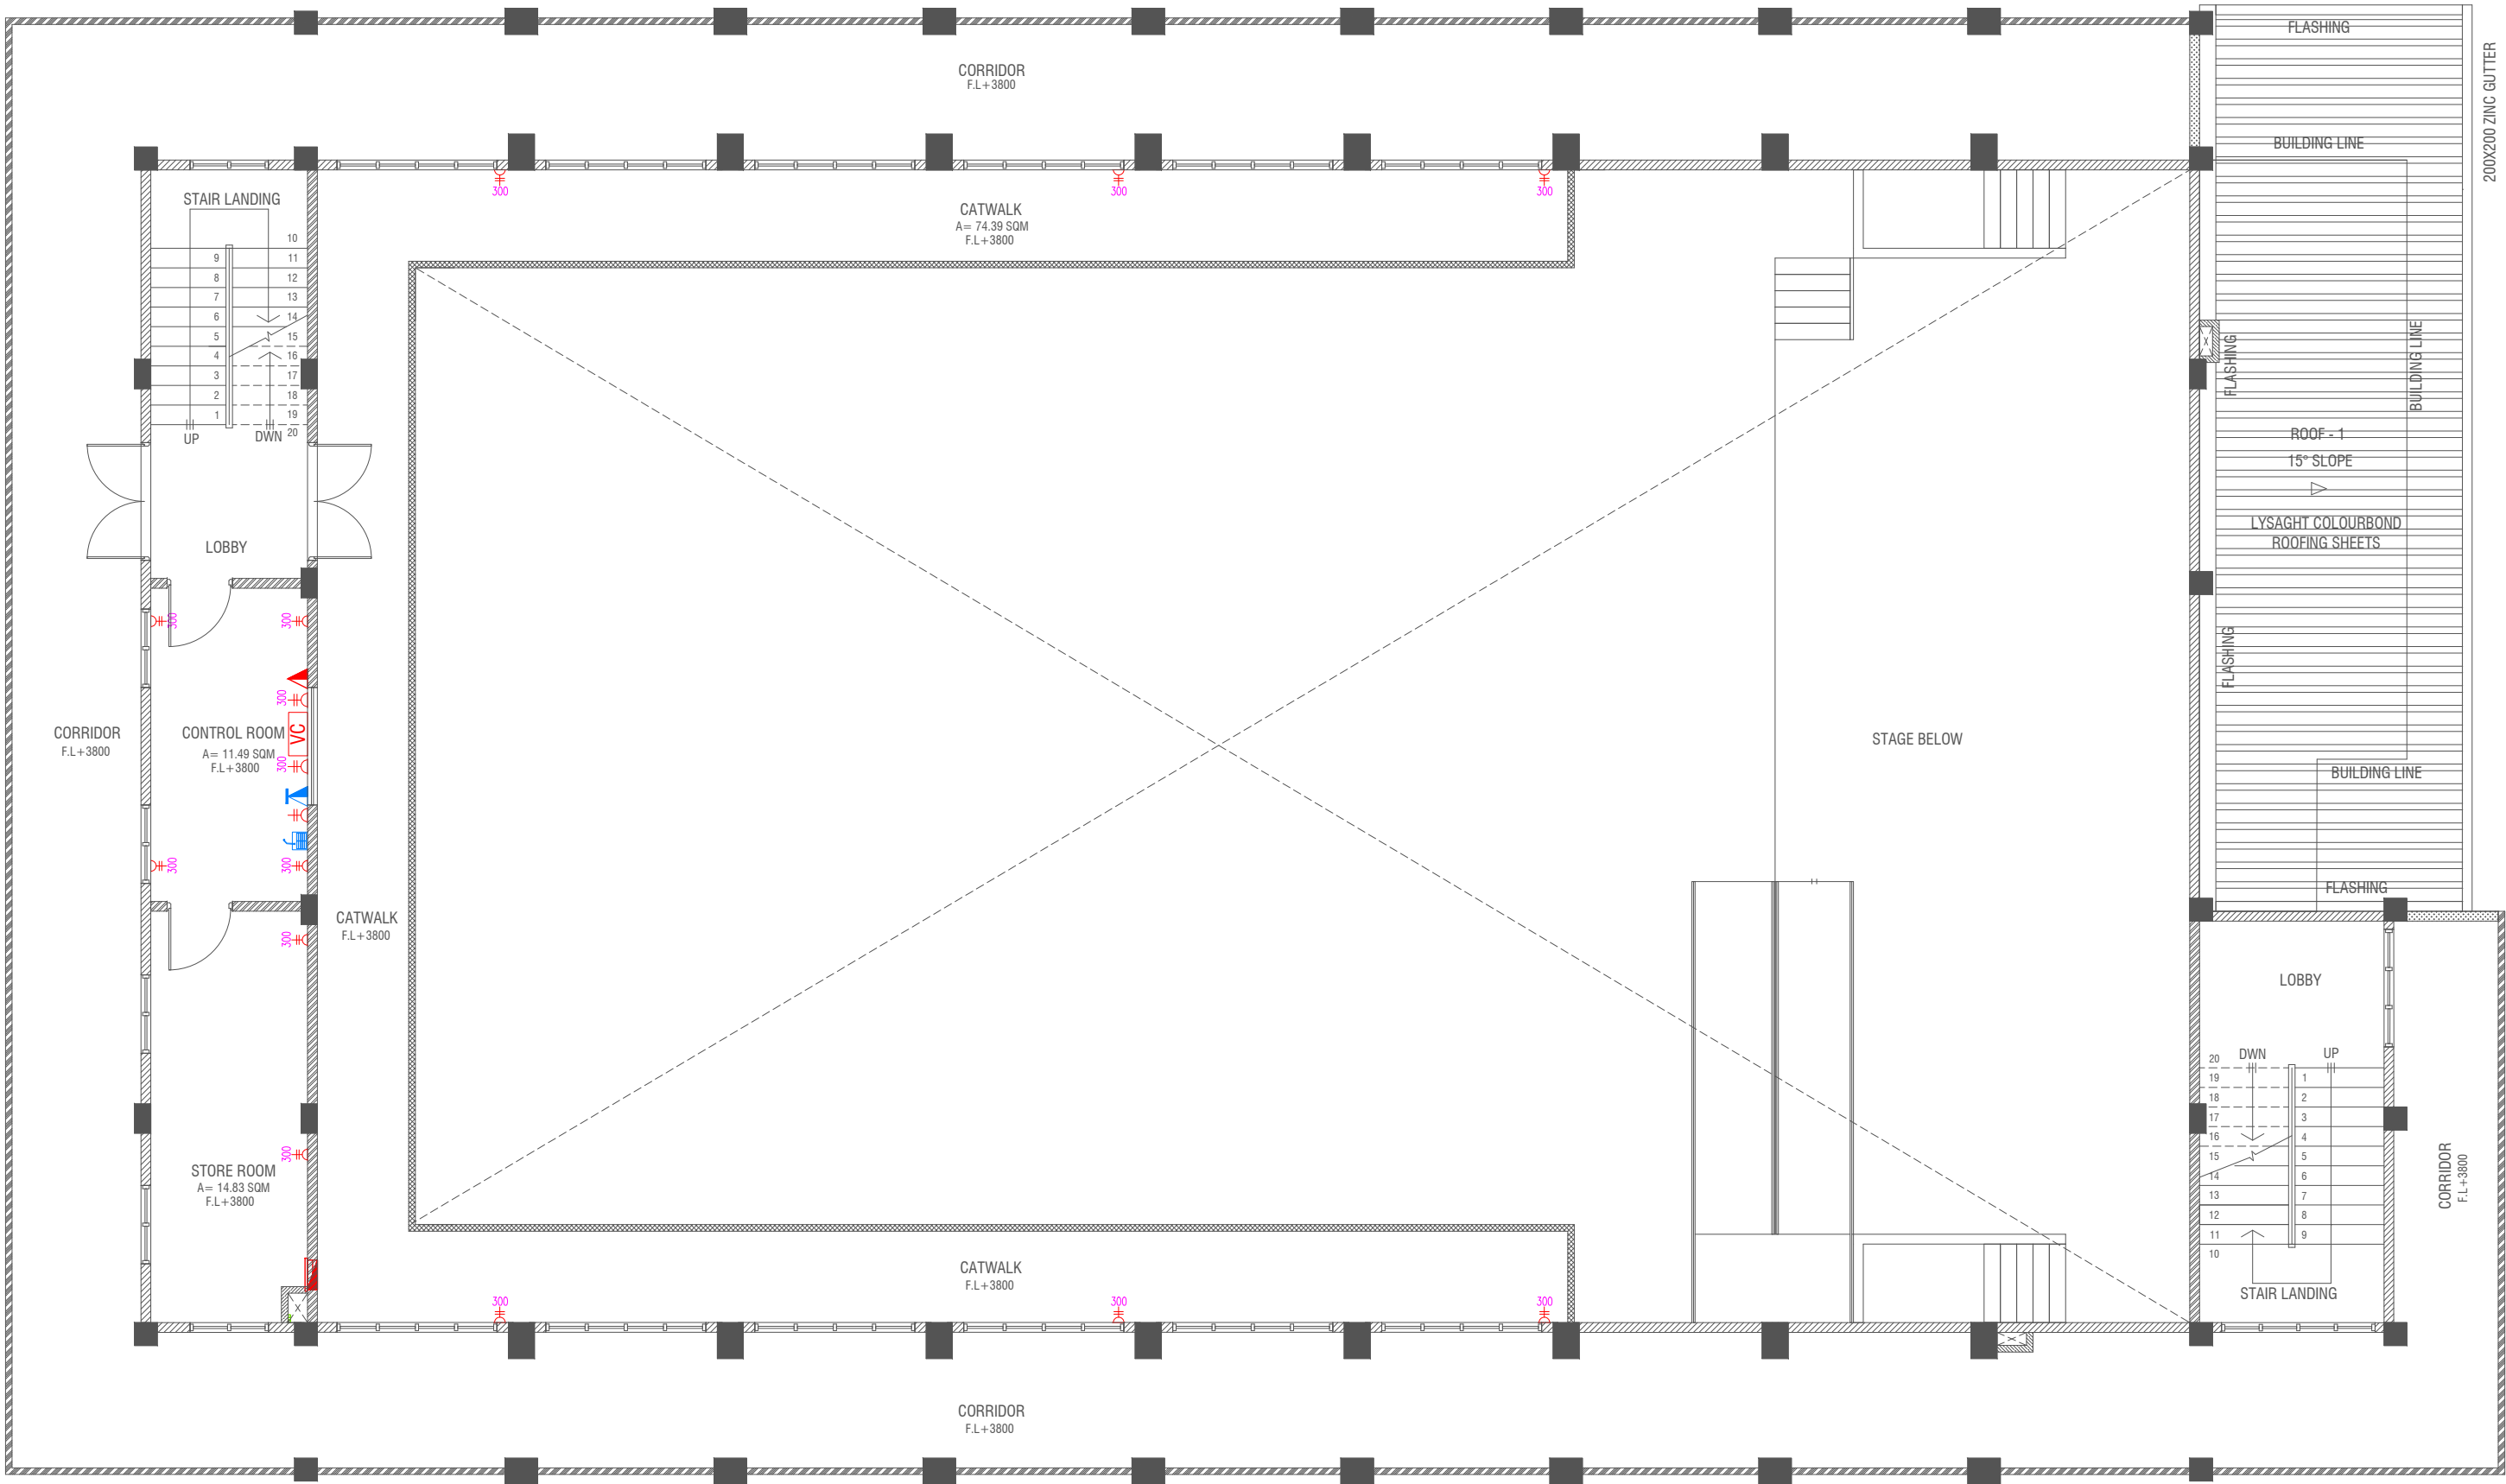 FLASHING
200X200 ZINC GUTTER
CORRIDOR
F.L+3800
BUILDING LINE
300
300
300
STAIR LANDING
CATWALK
A= 74.39 SQM
F.L+3800
10
9
11
8
12
7
13
6
14
5
15
4
16
3
17
2
18
1
19
20
UP
DWN
FLASHING
BUILDING LINE
ROOF - 1
15° SLOPE
LYSAGHT COLOURBOND
ROOFING SHEETS
LOBBY
300
300
FLASHING
300
CORRIDOR
F.L+3800
CONTROL ROOM
A= 11.49 SQM
F.L+3800
VC
300
STAGE BELOW
BUILDING LINE
300
300
FLASHING
CATWALK
F.L+3800
300
LOBBY
20
DWN
UP
19
1
18
2
17
3
16
4
15
5
14
6
13
7
12
8
11
9
10
300
STORE ROOM
A= 14.83 SQM
F.L+3800
CORRIDOR
F.L+3800
CATWALK
F.L+3800
STAIR LANDING
300
300
300
CORRIDOR
F.L+3800